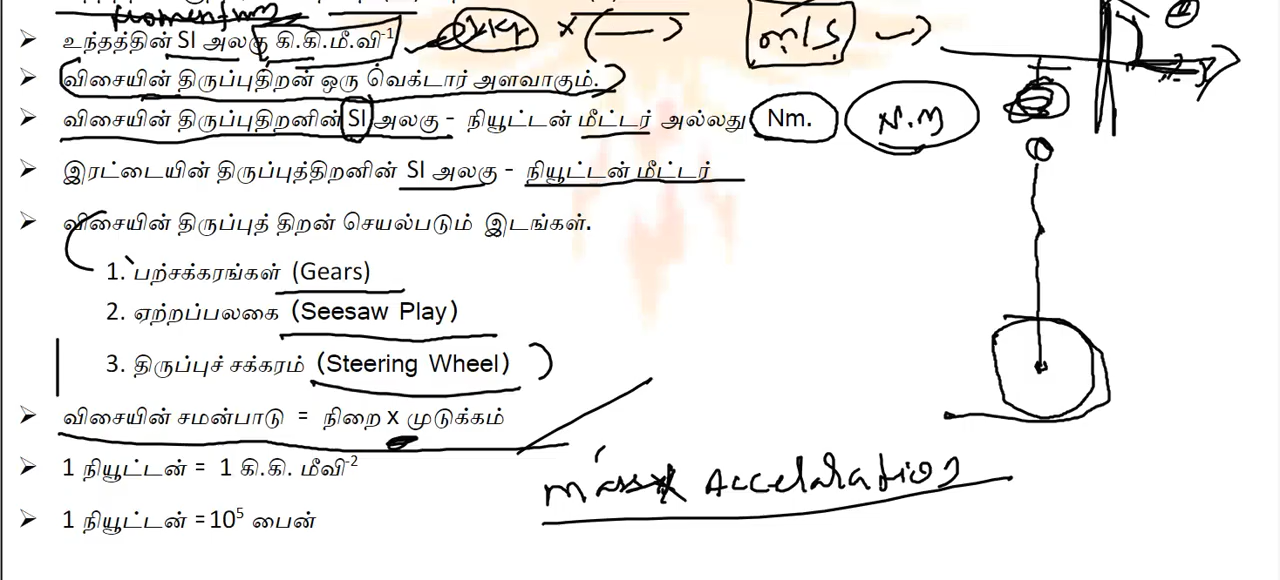 momentum
உந்தத்தின் SI அலகு கி.கி.மீ.வி-1 m/s
விசையின் திருப்புதிறன் ஒரு வெக்டார் அளவாகும்.
விசையின் திருப்புதிறனின் SI அலகு - நியூட்டன் மீட்டர் அல்லது Nm. N.m
இரட்டையின் திருப்புத்திறனின் SI அலகு - நியூட்டன் மீட்டர்
விசையின் திருப்புத் திறன் செயல்படும் இடங்கள்.
1. பற்சக்கரங்கள் (Gears)
2. ஏற்றப்பலகை (Seesaw Play)
3. திருப்புச் சக்கரம் (Steering Wheel)
விசையின் சமன்பாடு = நிறை x முடுக்கம்
1 நியூட்டன் = 1 கி.கி. மீவி-2
mass x Accelaration
1 நியூட்டன் =10⁵ பைன்